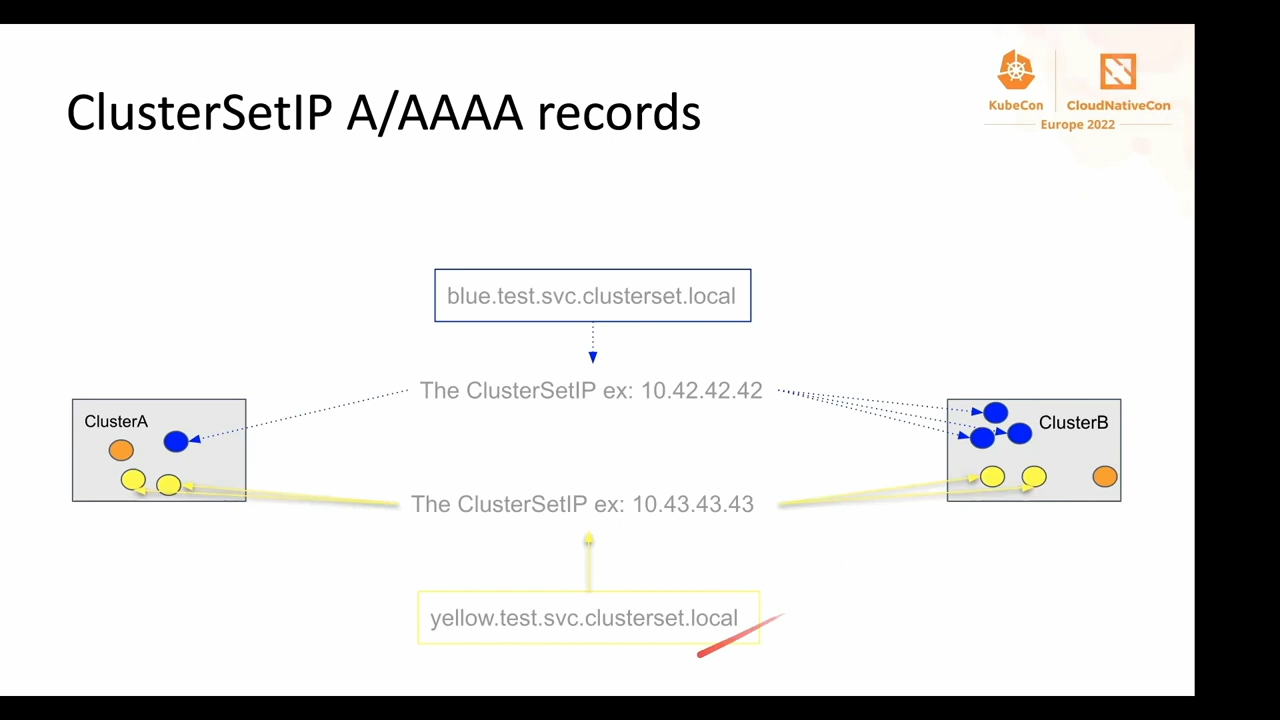 ClusterSetIP A/AAAA records
KubeCon
CloudNativeCon
Europe 2022
blue.test.svc.clusterset.local
The ClusterSetIP ex: 10.42.42.42
ClusterA
ClusterB
The ClusterSetIP ex: 10.43.43.43
yellow.test.svc.clusterset.local